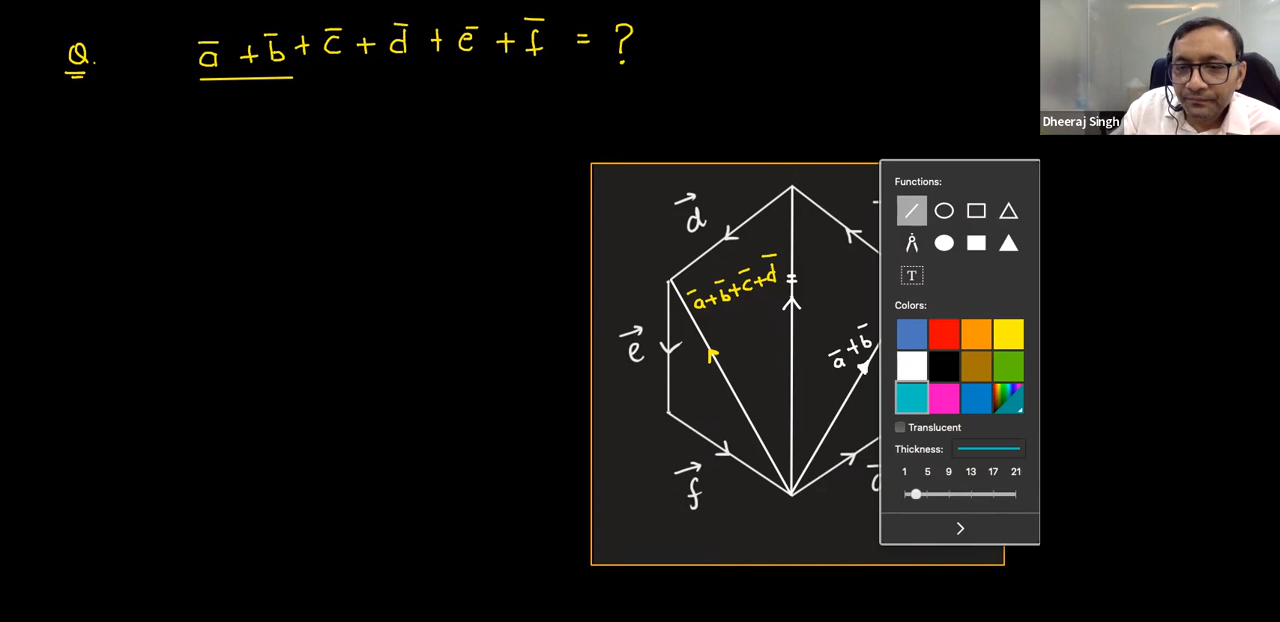 Q. a̅ + b̅ + c̅ + d̅ + e̅ + f̅ = ?
Dheeraj Singh
Functions:
T
Colors:
Translucent
Thickness:
1 5 9 13 17 21
d⃗
a̅+b̅+c̅+d̅
e⃗
a̅+b̅
f⃗